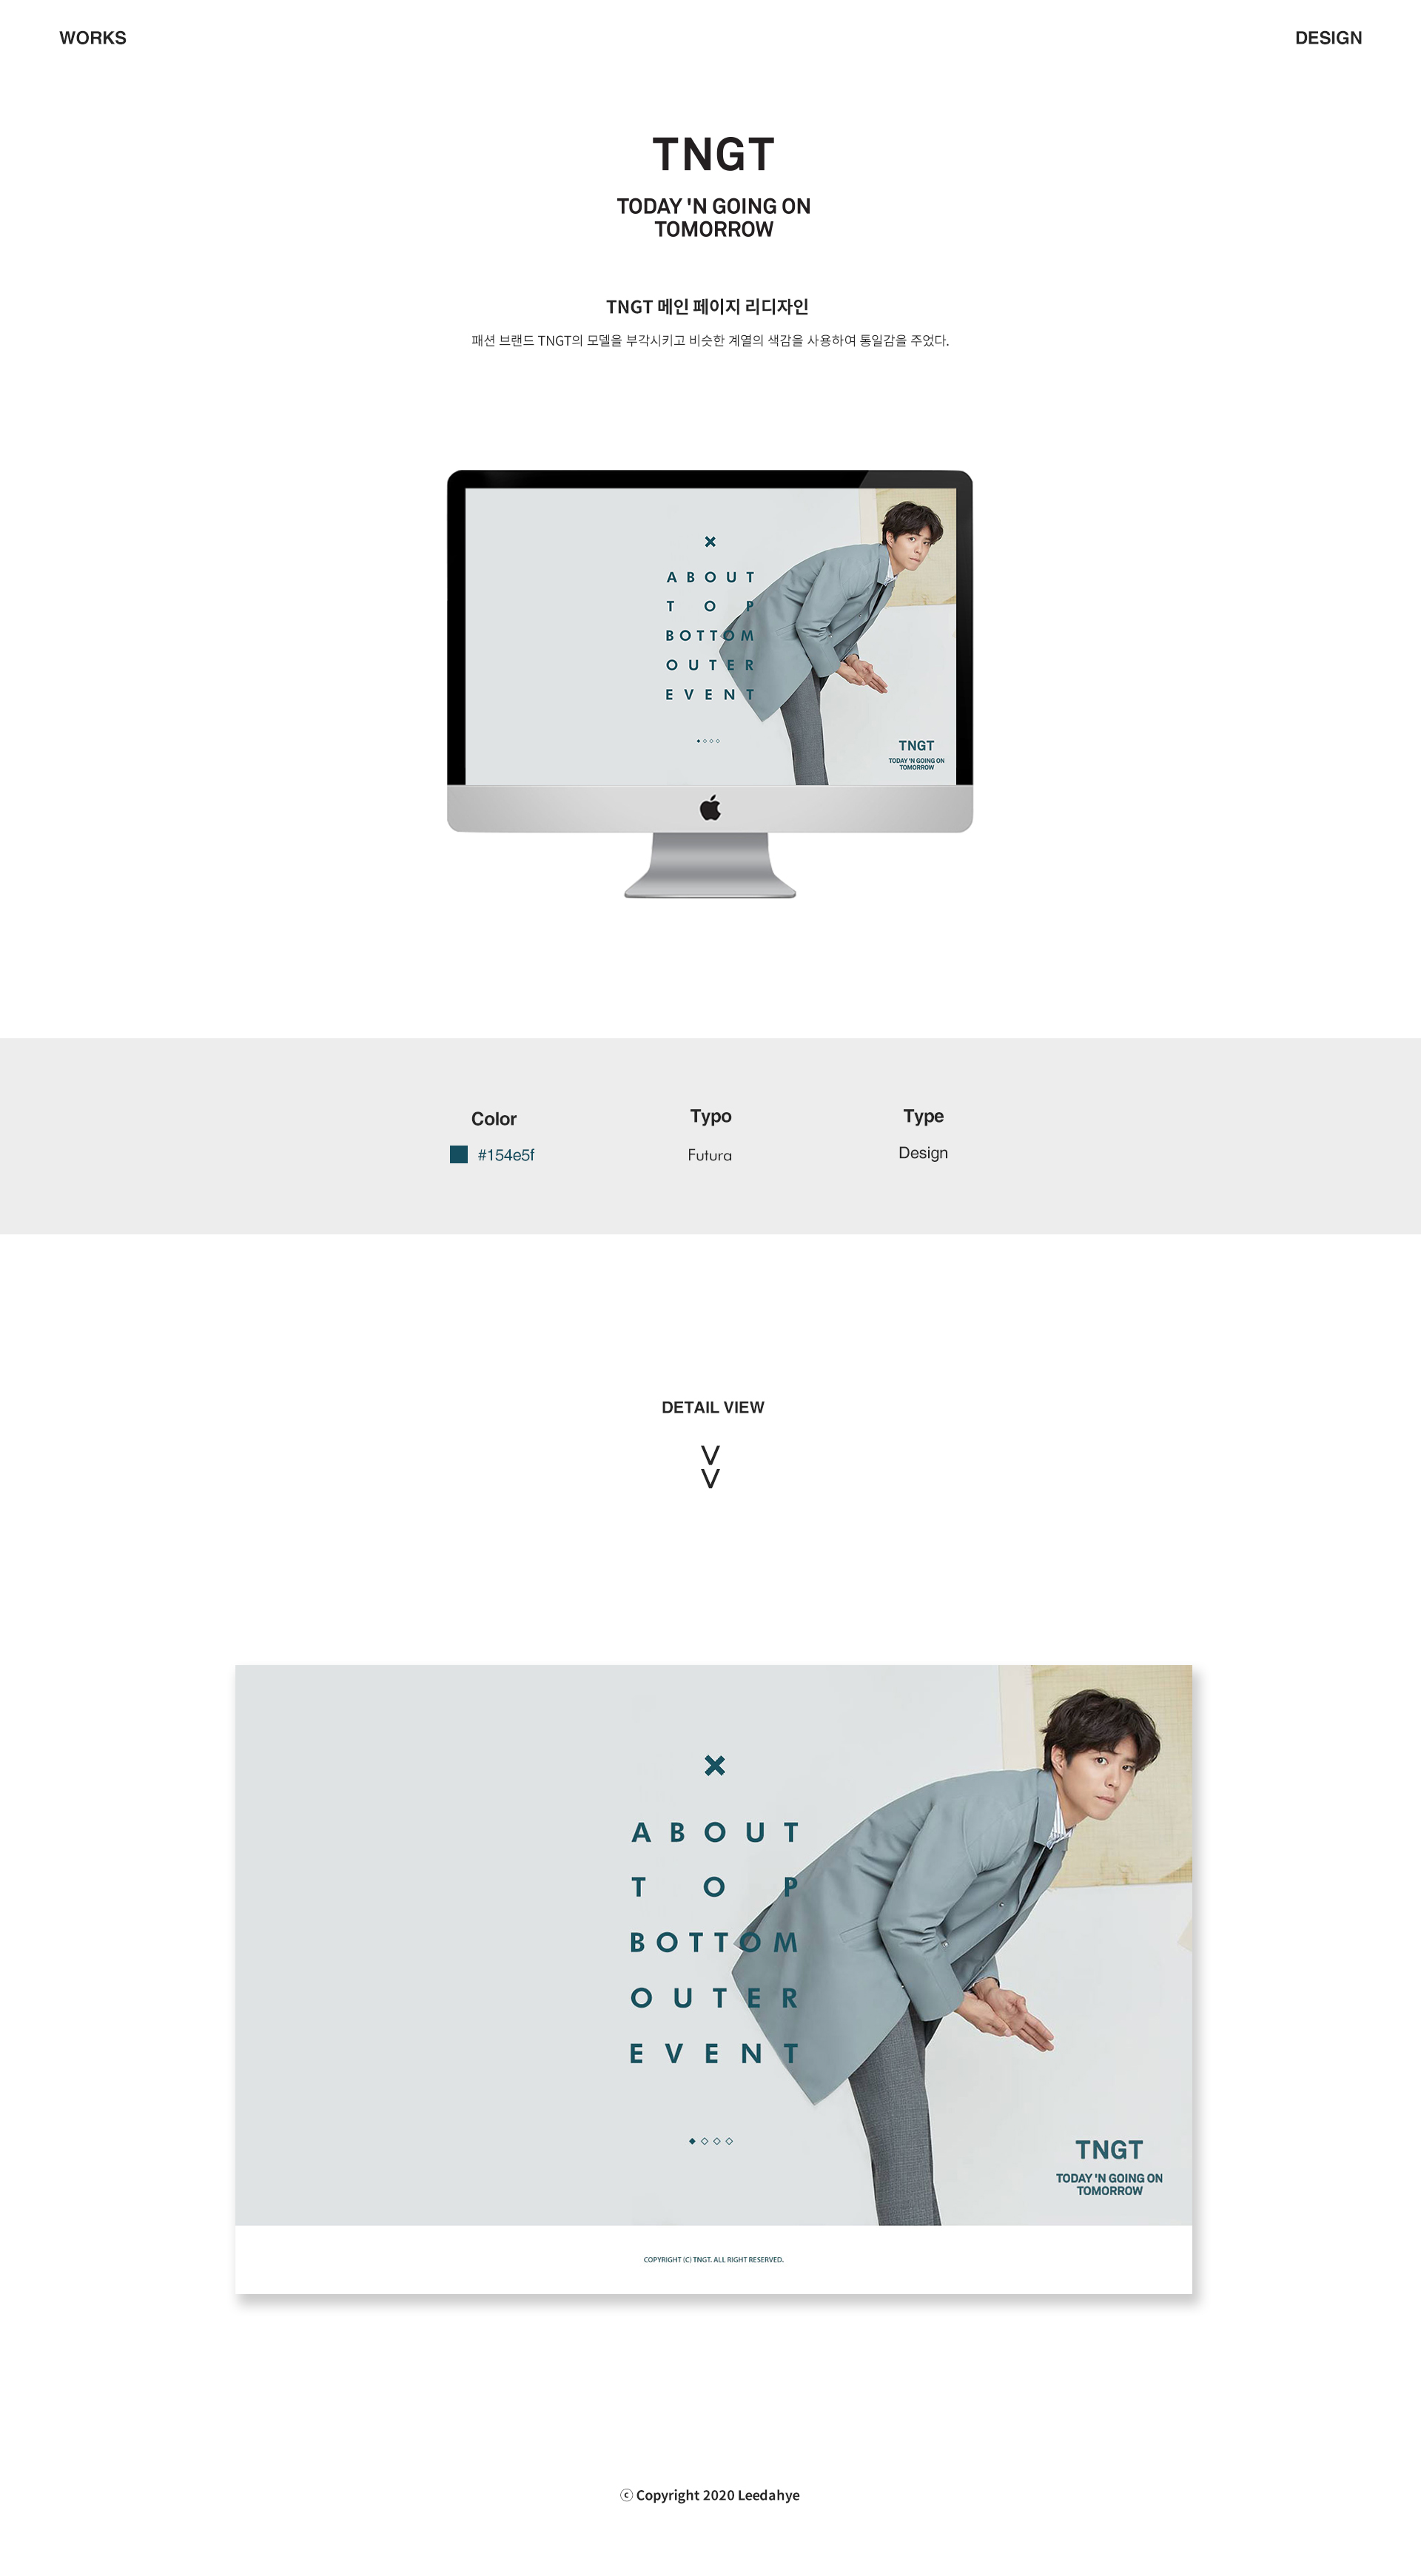 WORKS
DESIGN
TNGT
TODAY 'N GOING ON
TOMORROW
TNGT 메인 페이지 리디자인
패션 브랜드 TNGT의 모델을 부각시키고 비슷한 계열의 색감을 사용하여 통일감을 주었다.
ABOUT
TOP
BOTTOM
OUTER
EVENT
TNGT
TODAY 'N GOING ON
TOMORROW
Color
Typo
Type
#154e5f
Futura
Design
DETAIL VIEW
ABOUT
TOP
BOTTOM
OUTER
EVENT
TNGT
TODAY 'N GOING ON
TOMORROW
COPYRIGHT (C) TNGT. ALL RIGHT RESERVED.
ⓒ Copyright 2020 Leedahye